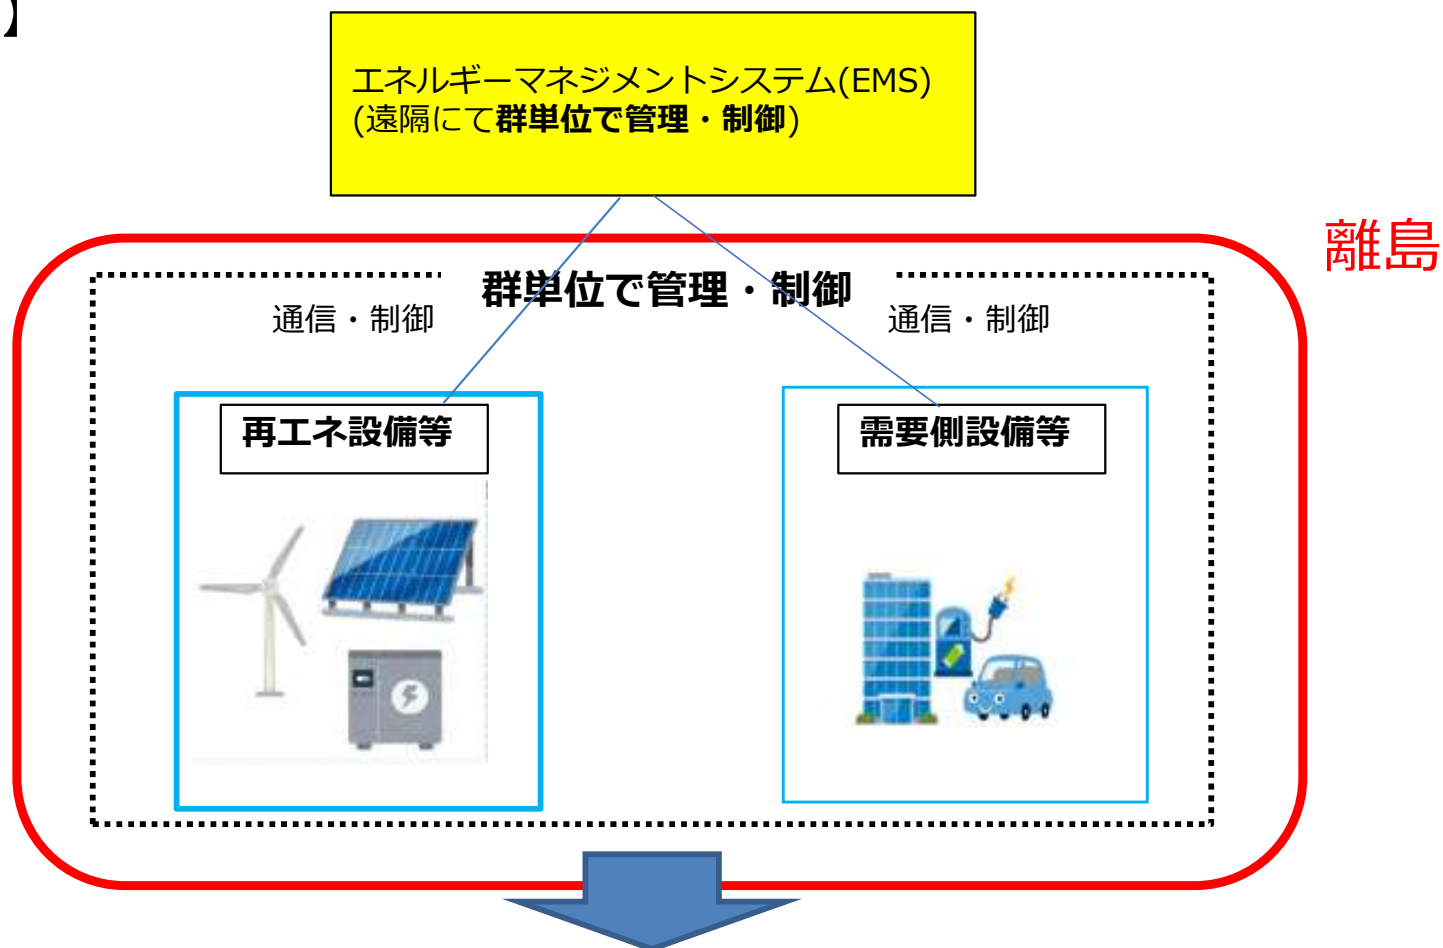 】
エネルギーマネジメントシステム(EMS)
(遠隔にて群単位で管理・制御)
離島
群単位で管理・制御
通信・制御
通信・制御
再エネ設備等
需要側設備等